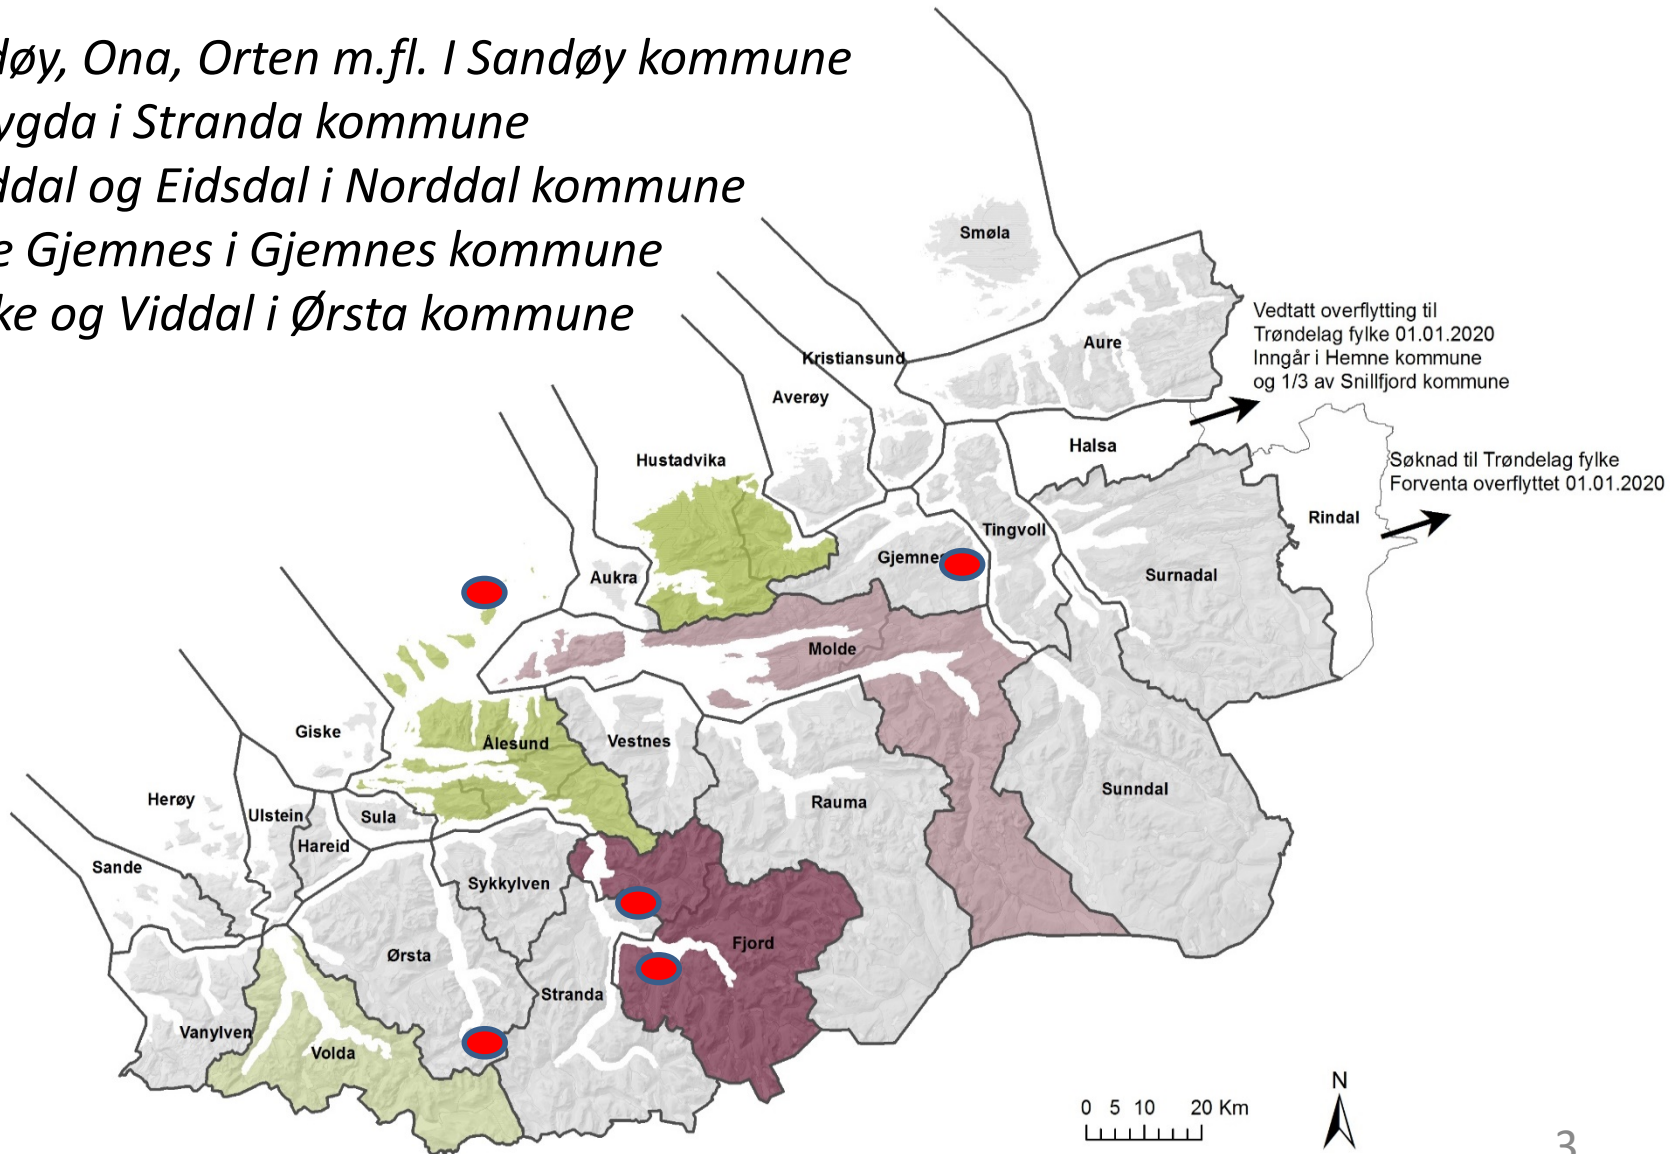 døy, Ona, Orten m.fl. I Sandøy kommune
ygda i Stranda kommune
ddal og Eidsdal i Norddal kommune
e Gjemnes i Gjemnes kommune
ke og Viddal i Ørsta kommune
Smøla
Vedtatt overflytting til
Trøndelag fylke 01.01.2020
Inngår i Hemne kommune
og 1/3 av Snillfjord kommune
Aure
Kristiansund
Averøy
Halsa
Hustadvika
Søknad til Trøndelag fylke
Forventa overflyttet 01.01.2020
Rindal
Tingvoll
Gjemnes
Aukra
Surnadal
Molde
Giske
Ålesund
Vestnes
Sunndal
Herøy
Rauma
Ulstein
Sula
Hareid
Sande
Sykkylven
Fjord
Ørsta
Stranda
Vanylven
Volda
N
0 5 10 20 Km
3